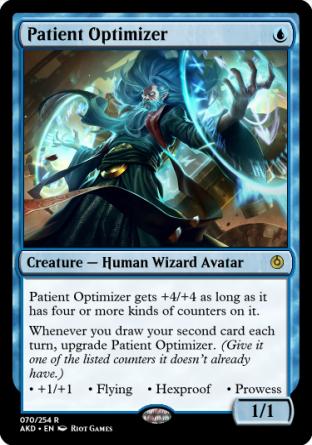 Patient Optimizer
Creature — Human Wizard Avatar
Patient Optimizer gets +4/+4 as long as it
has four or more kinds of counters on it.
Whenever you draw your second card each
turn, upgrade Patient Optimizer. (Give it
one of the listed counters it doesn't already
have.)
• +1/+1 • Flying • Hexproof • Prowess
1/1
070/254 R
AKD • EN Riot Games